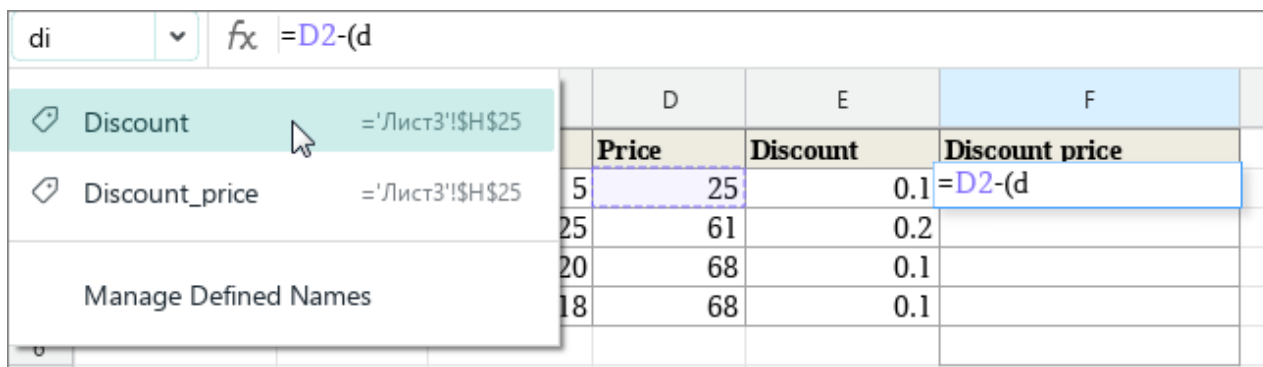 di fx =D2-(d
D E F
Discount ='Лист3'!$H$25
Price Discount Discount price
Discount_price ='Лист3'!$H$25
5 25 0.1 =D2-(d
25 61 0.2
20 68 0.1
Manage Defined Names
18 68 0.1